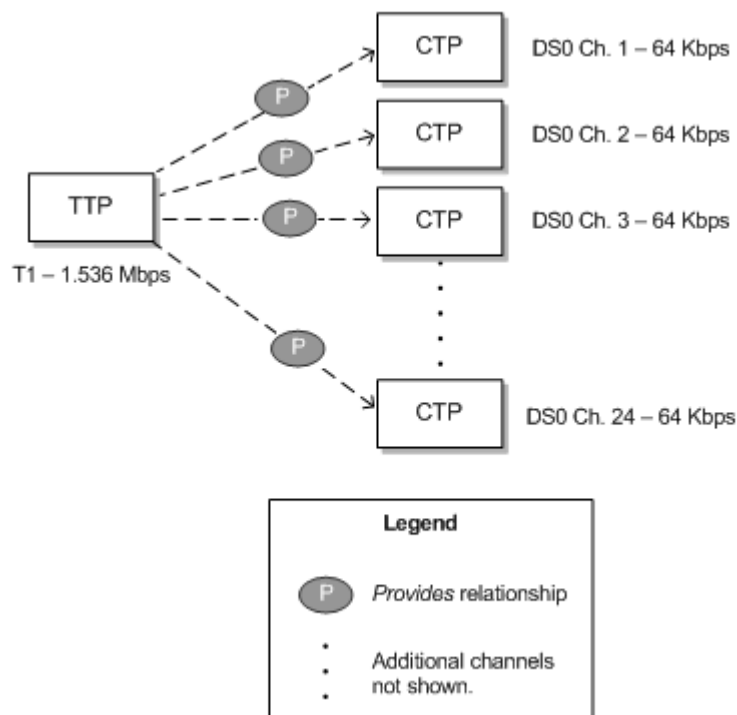 CTP
DS0 Ch. 1 – 64 Kbps
P
CTP
DS0 Ch. 2 – 64 Kbps
P
TTP
CTP
DS0 Ch. 3 – 64 Kbps
P
T1 – 1.536 Mbps
P
CTP
DS0 Ch. 24 – 64 Kbps
Legend
P
Provides relationship
Additional channels
not shown.